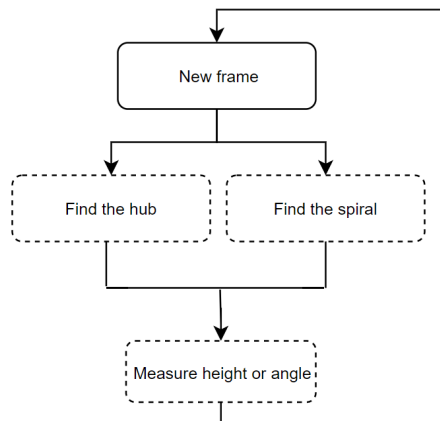 New frame
Find the hub
Find the spiral
Measure height or angle